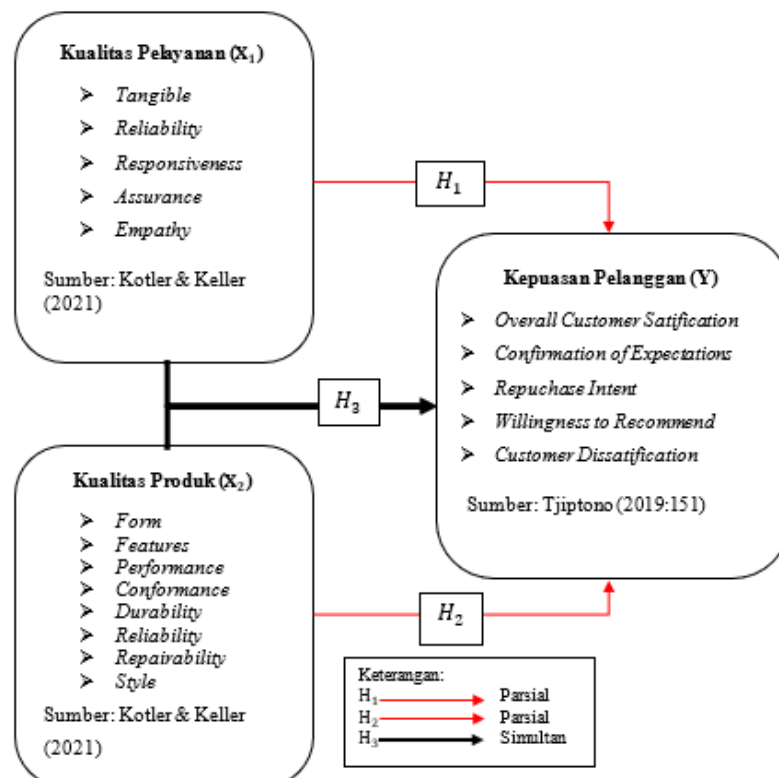 Kualitas Pelayanan (X₁)
➤ Tangible
➤ Reliability
➤ Responsiveness
➤ Assurance
➤ Empathy
Sumber: Kotler & Keller
(2021)
H₁
Kepuasan Pelanggan (Y)
➤ Overall Customer Satification
➤ Confirmation of Expectations
➤ Repuchase Intent
➤ Willingness to Recommend
➤ Customer Dissatification
Sumber: Tjiptono (2019:151)
H₃
Kualitas Produk (X₂)
➤ Form
➤ Features
➤ Performance
➤ Conformance
➤ Durability
➤ Reliability
➤ Repairability
➤ Style
Sumber: Kotler & Keller
(2021)
H₂
Keterangan:
H₁ Parsial
H₂ Parsial
H₃ Simultan